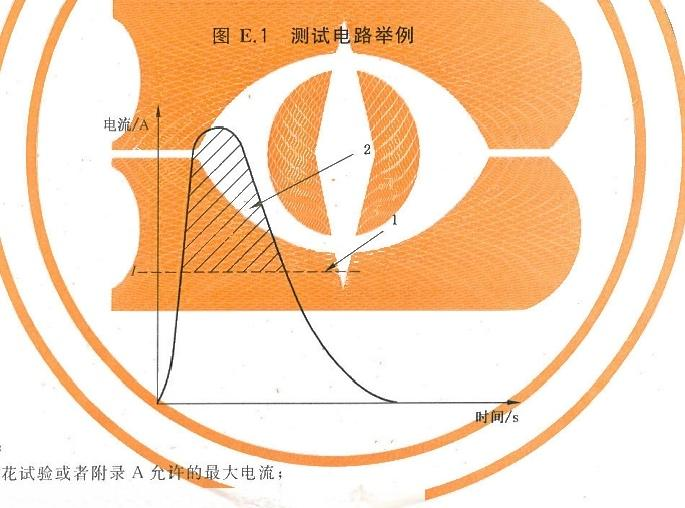 图 E.1 测试电路举例
电流/A
2
1
I
时间/s
花试验或者附录 A 允许的最大电流；